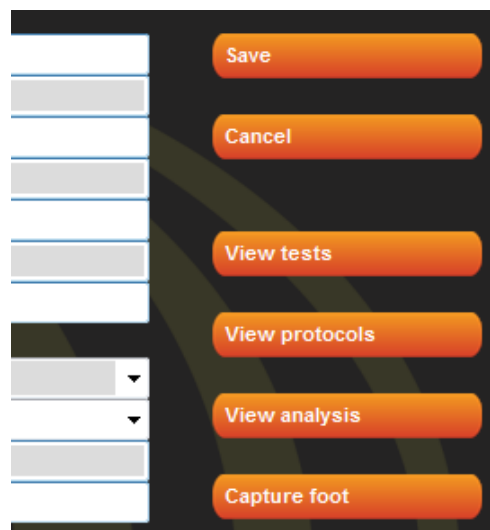 Save
Cancel
View tests
View protocols
View analysis
Capture foot